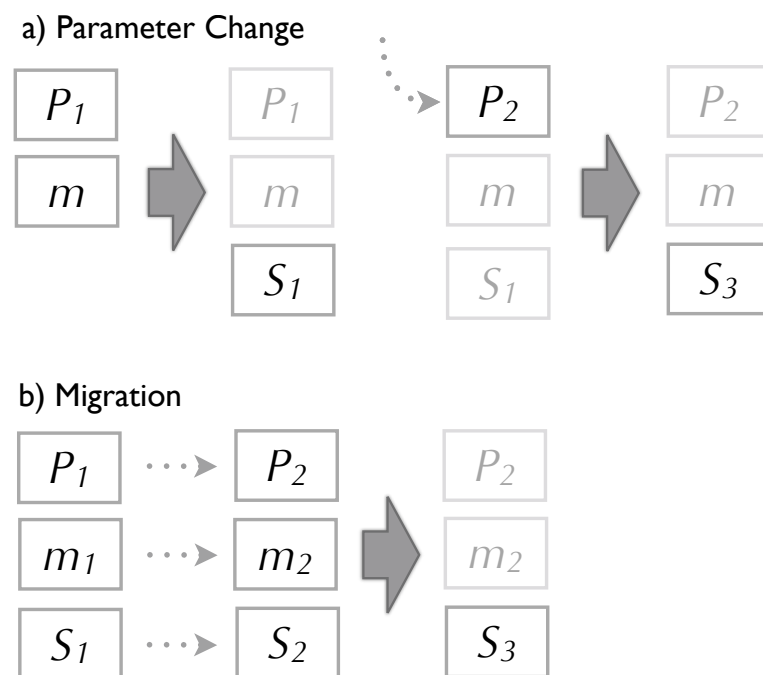 a) Parameter Change
P1 P1 P2 P2
m m m m
S1 S1 S3
b) Migration
P1 P2 P2
m1 m2 m2
S1 S2 S3